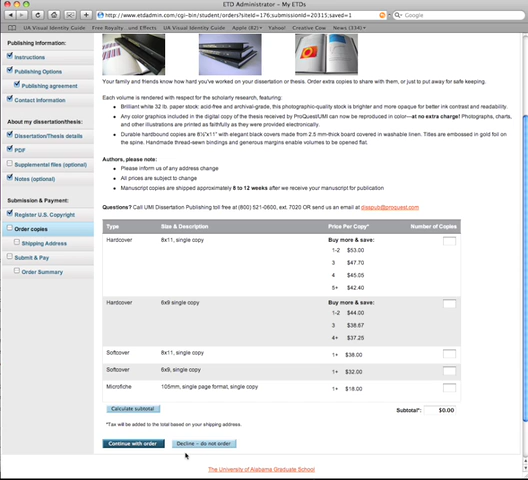 ETD Administrator — My ETDs
http://www.etdadmin.com/cgi-bin/student/orders?siteId=176;submissionId=20315;saved=1
Google
UA Visual Identity Guide Free Royalty ...und Effects UA Visual Identity Guide Apple (82) Yahoo! Creative Cow News (334)
Publishing Information:
Instructions
Publishing Options
Publishing agreement
Contact Information
About my dissertation/thesis:
Dissertation/Thesis details
PDF
Supplemental files (optional)
Notes (optional)
Submission & Payment:
Register U.S. Copyright
Order copies
Shipping Address
Submit & Pay
Order Summary
Your family and friends know how hard you've worked on your dissertation or thesis. Order extra copies to share with them, or just to put away for safe keeping.
Each volume is rendered with respect for the scholarly research, featuring:
Brilliant white 32 lb. paper stock: acid-free and archival-grade, this photographic-quality stock is brighter and more opaque for better ink contrast and readability.
Any color graphics included in the digital copy of the thesis received by ProQuest/UMI can now be reproduced in color—at no extra charge! Photographs, charts,
and other illustrations are printed as faithfully as they were provided electronically.
Durable hardbound copies are 8½"x11" with elegant black covers made from 2.5 mm-thick board covered in washable linen. Titles are embossed in gold foil on
the spine. Hand thread-sewn bindings and generous margins enable volumes to be opened flat.
Authors, please note:
Please inform us of any address change
All prices are subject to change
Manuscript copies are shipped approximately 8 to 12 weeks after we receive your manuscript for publication
Questions? Call UMI Dissertation Publishing toll free at (800) 521-0600, ext. 7020 OR send us an email at disspub@proquest.com
Type Size & Description Price Per Copy* Number of Copies
Hardcover 8x11, single copy Buy more & save:
1-2 $53.00
3 $47.70
4 $45.05
5+ $42.40
Hardcover 6x9 single copy Buy more & save:
1-2 $44.00
3 $38.67
4+ $37.25
Softcover 8x11, single copy 1+ $38.00
Softcover 6x9, single copy 1+ $32.00
Microfiche 105mm, single page format, single copy 1+ $18.00
Calculate subtotal Subtotal*: $0.00
*Tax will be added to the total based on your shipping address.
Continue with order Decline – do not order
The University of Alabama Graduate School